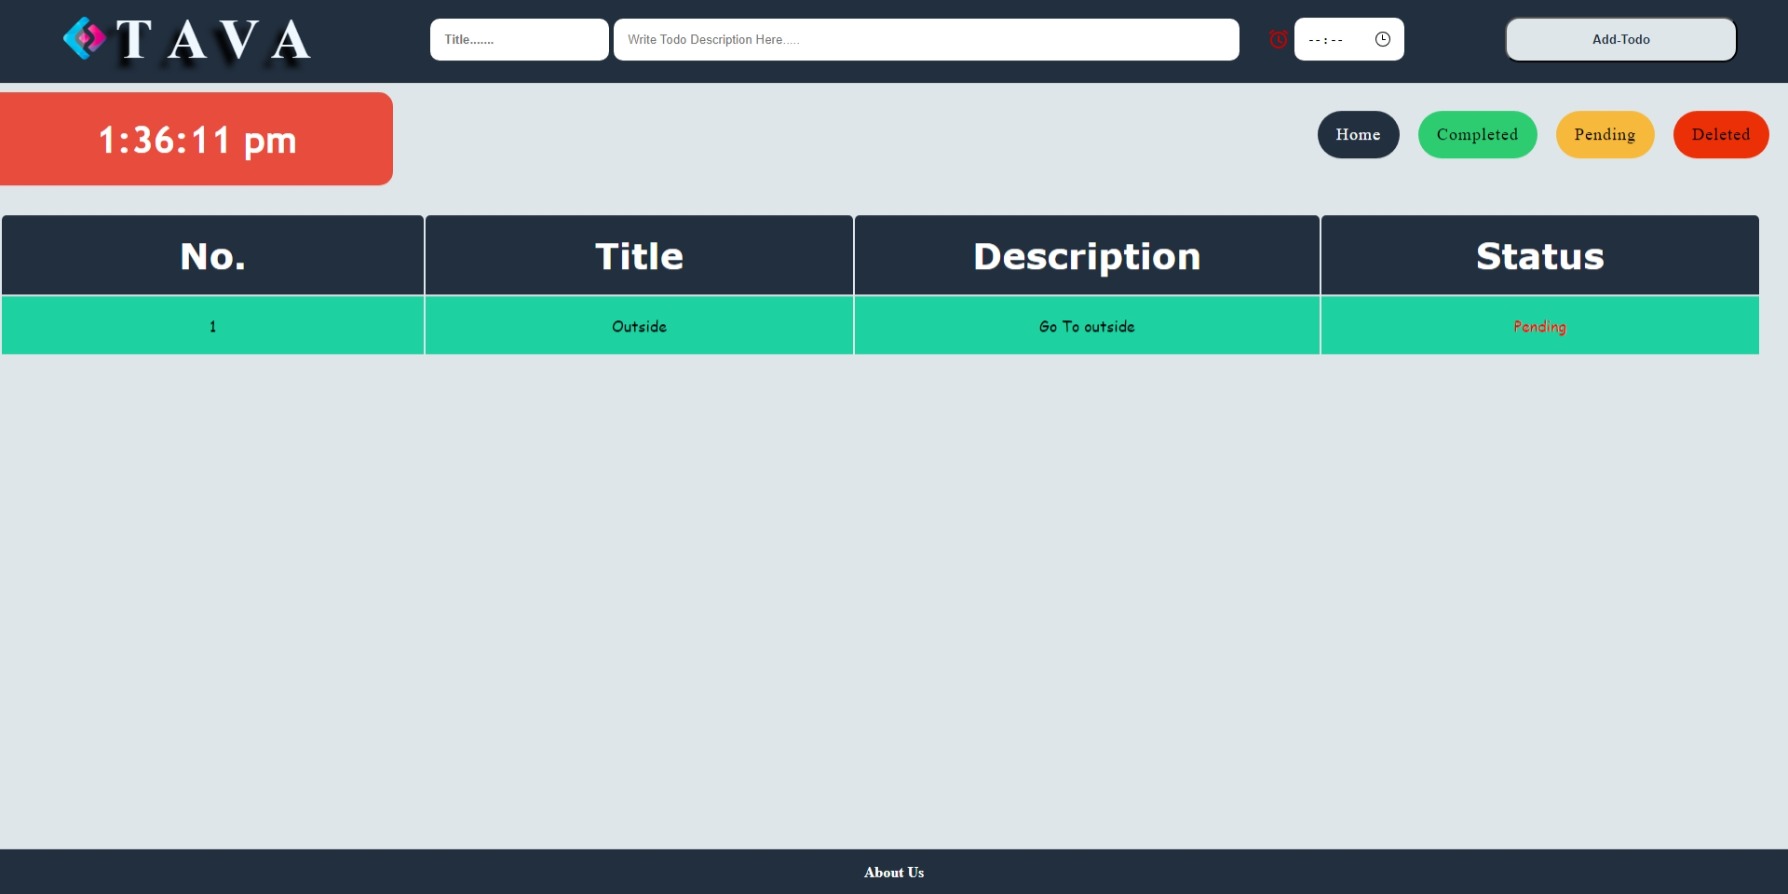 T A V A
Title.......
Write Todo Description Here.....
--:--
Add-Todo
1:36:11 pm
Home
Completed
Pending
Deleted
No. Title Description Status
1 Outside Go To outside Pending
About Us